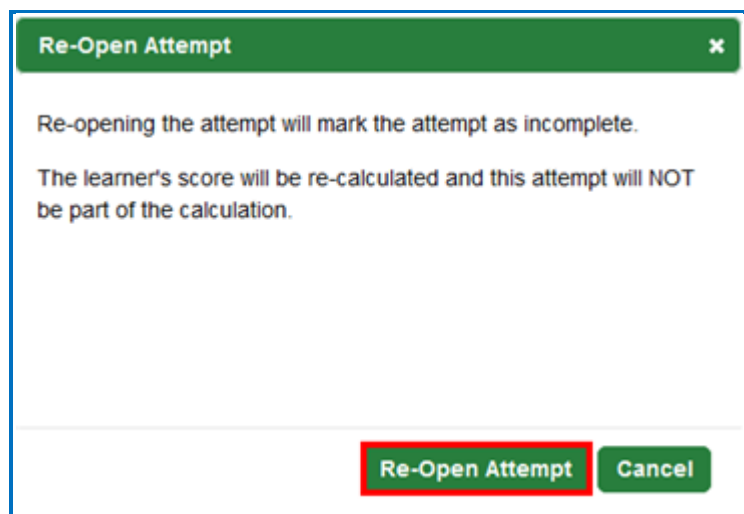 Re-Open Attempt
Re-opening the attempt will mark the attempt as incomplete.
The learner's score will be re-calculated and this attempt will NOT
be part of the calculation.
Re-Open Attempt Cancel